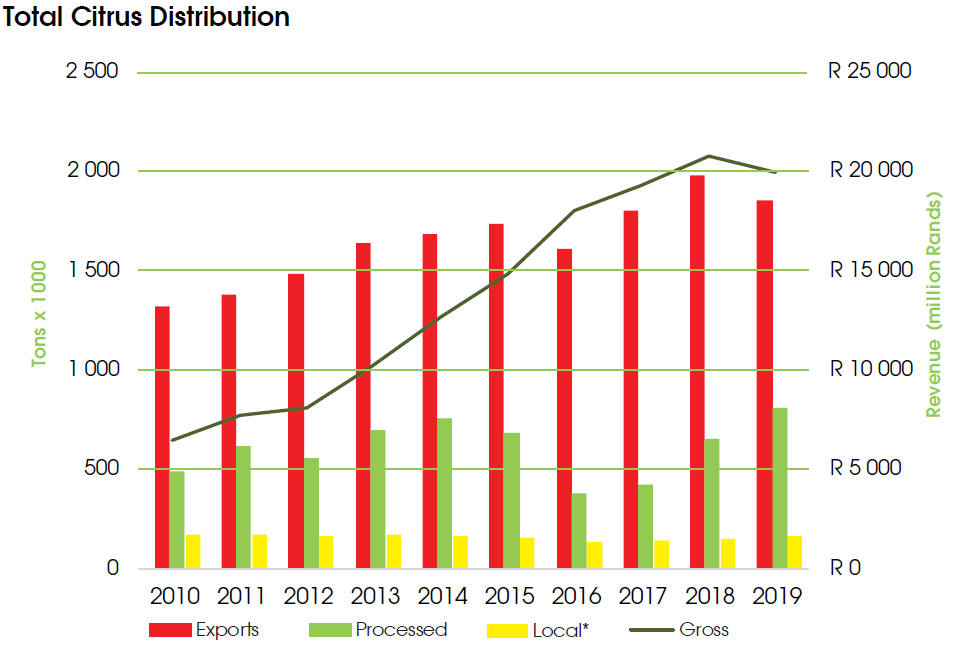 Total Citrus Distribution
2 500
R 25 000
2 000
R 20 000
1 500
R 15 000
1 000
R 10 000
500
R 5 000
0
R 0
Tons x 1000
Revenue (million Rands)
2010 2011 2012 2013 2014 2015 2016 2017 2018 2019
Exports Processed Local* Gross